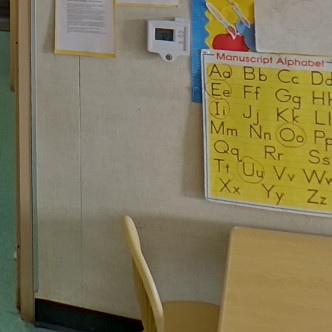 Manuscript Alphabet
Aa Bb Cc Dd
Ee Ff Gg Hh
Ii Jj Kk Ll
Mm Nn Oo Pp
Qq Rr Ss
Tt Uu Vv Ww
Xx Yy Zz